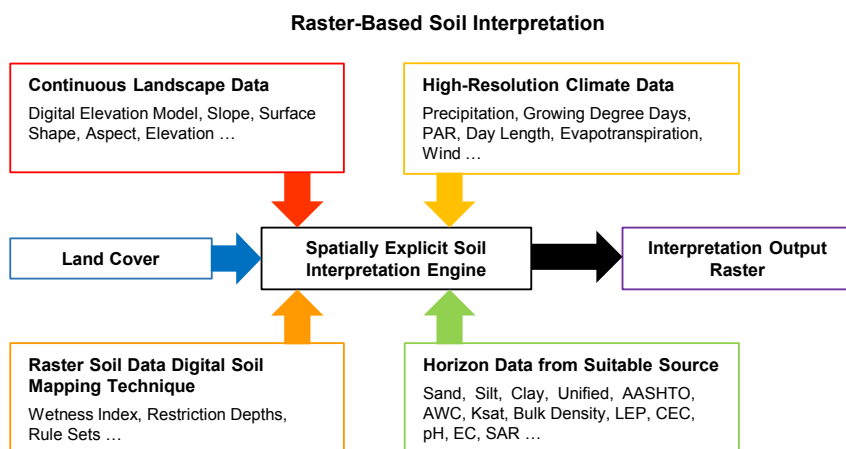 Raster-Based Soil Interpretation
Continuous Landscape Data
Digital Elevation Model, Slope, Surface
Shape, Aspect, Elevation …
High-Resolution Climate Data
Precipitation, Growing Degree Days,
PAR, Day Length, Evapotranspiration,
Wind …
Land Cover
Spatially Explicit Soil
Interpretation Engine
Interpretation Output
Raster
Raster Soil Data Digital Soil
Mapping Technique
Wetness Index, Restriction Depths,
Rule Sets …
Horizon Data from Suitable Source
Sand, Silt, Clay, Unified, AASHTO,
AWC, Ksat, Bulk Density, LEP, CEC,
pH, EC, SAR …